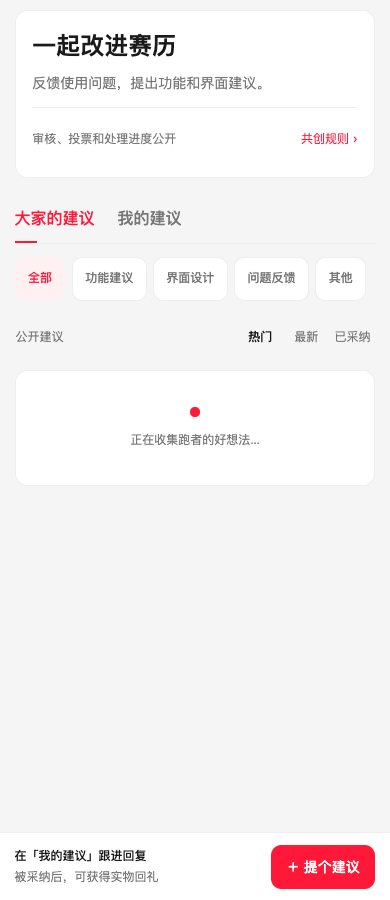 一起改进赛历
反馈使用问题，提出功能和界面建议。
审核、投票和处理进度公开 共创规则 ›
大家的建议 我的建议
全部 功能建议 界面设计 问题反馈 其他
公开建议 热门 最新 已采纳
正在收集跑者的好想法...
在「我的建议」跟进回复
被采纳后，可获得实物回礼
＋ 提个建议